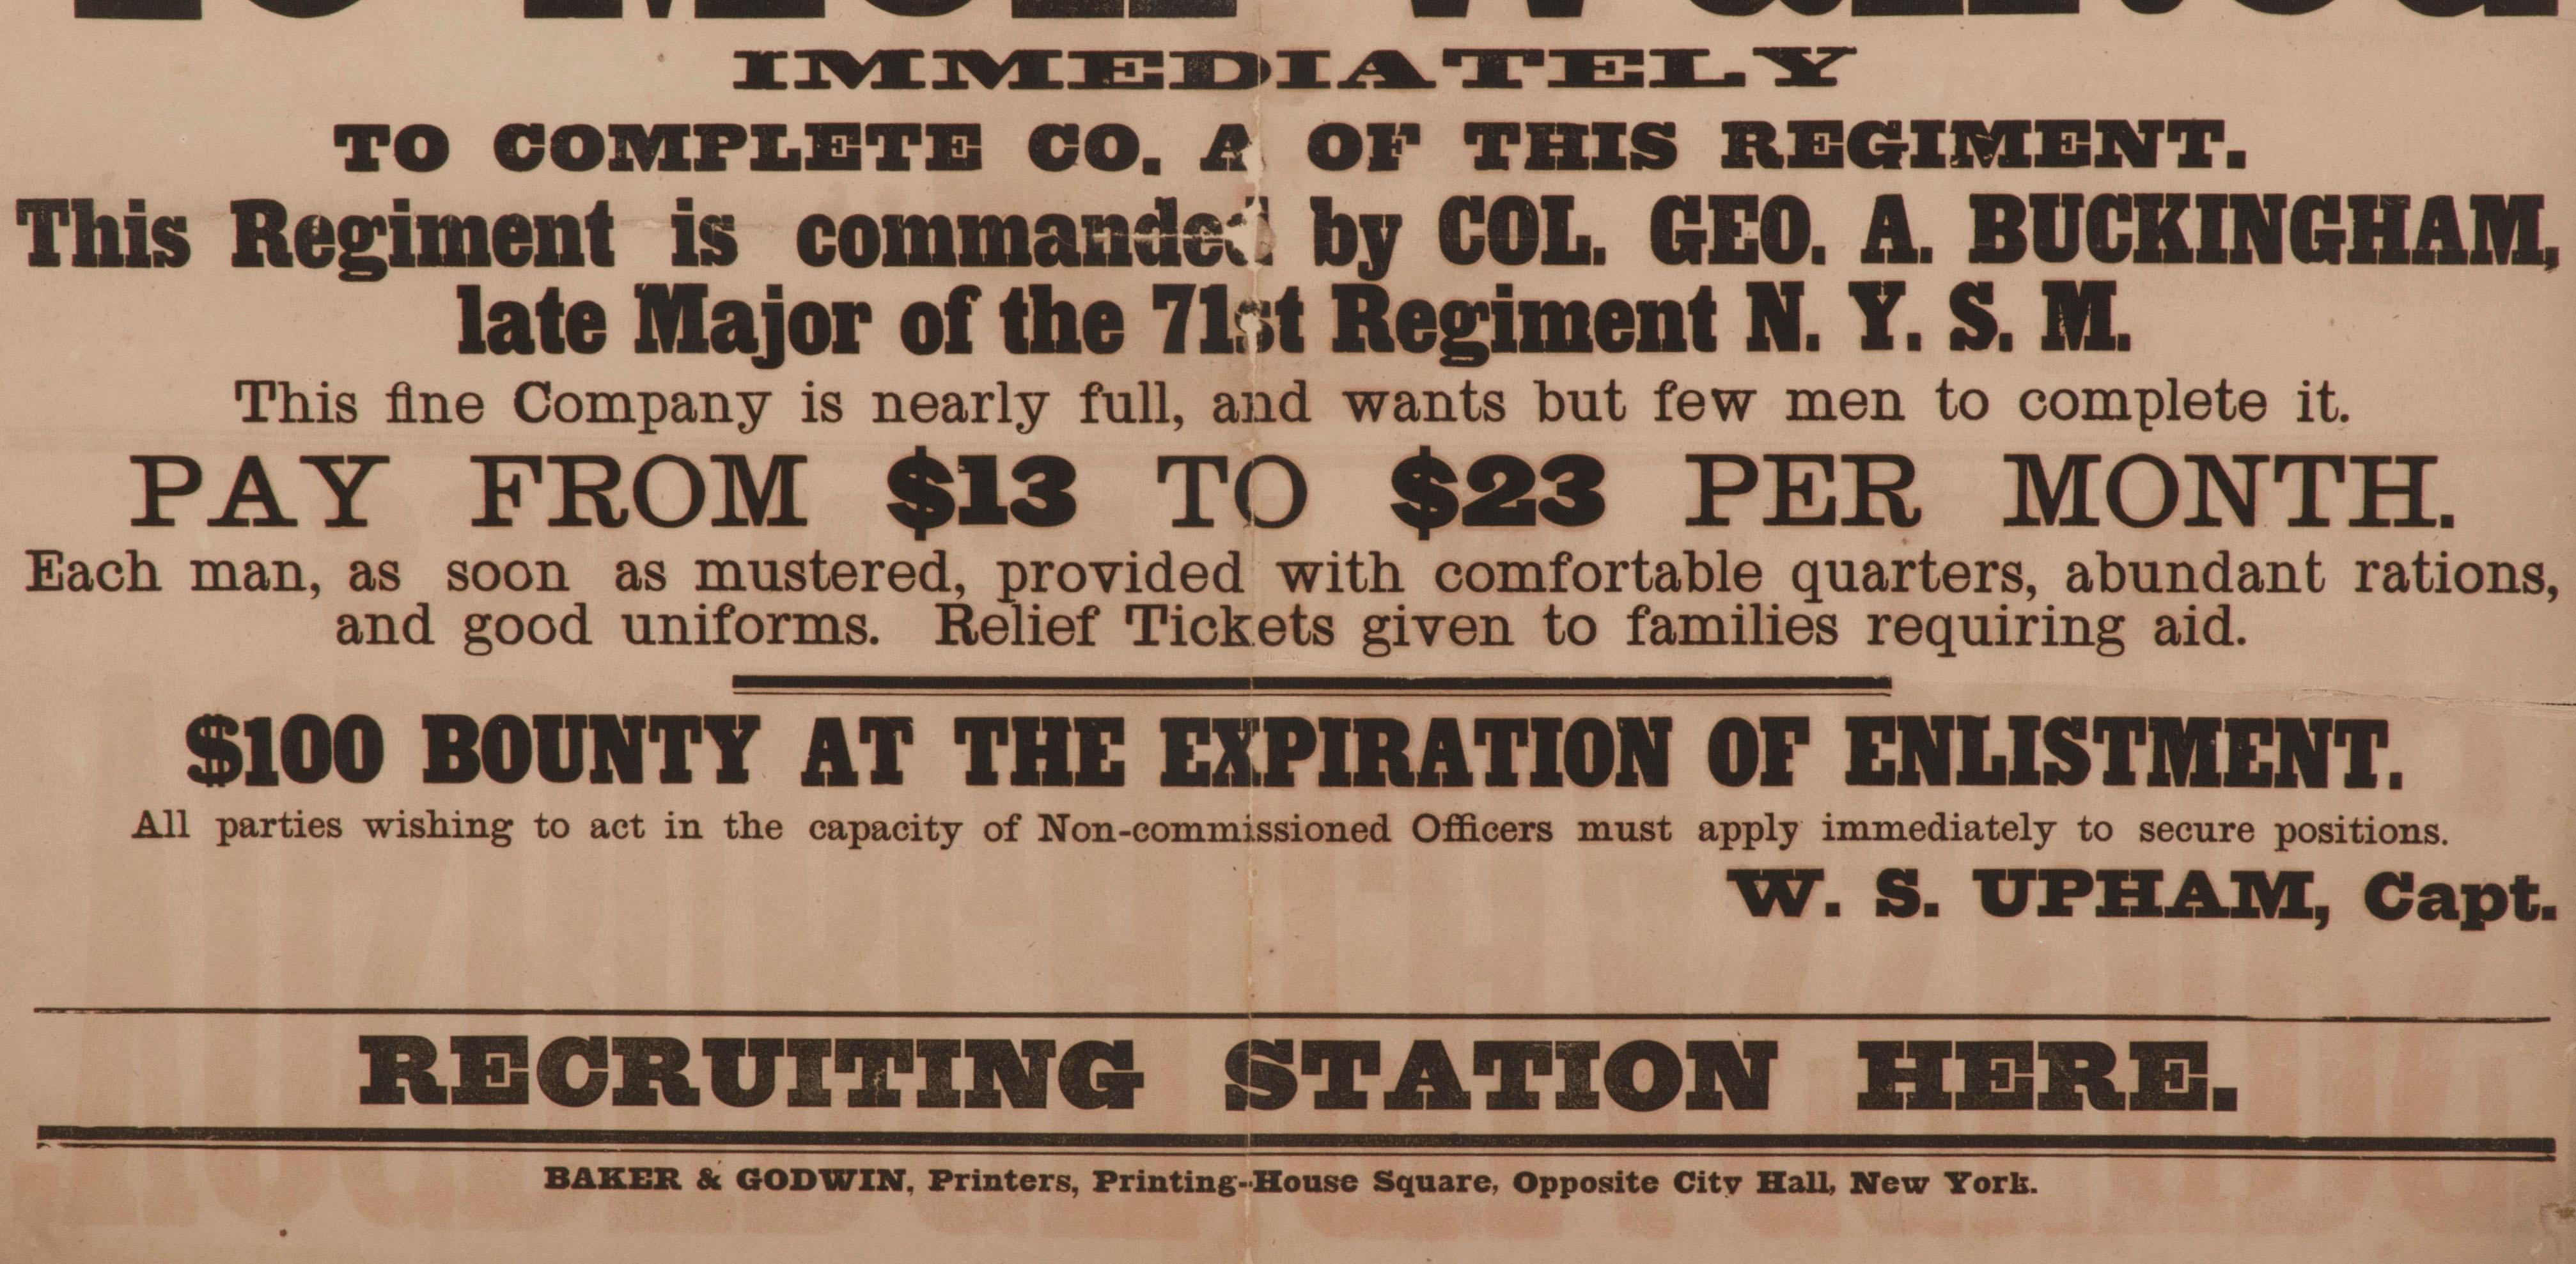 Men Wanted
IMMEDIATELY
TO COMPLETE CO. A OF THIS REGIMENT.
This Regiment is commanded by COL. GEO. A. BUCKINGHAM,
late Major of the 71st Regiment N. Y. S. M.
This fine Company is nearly full, and wants but few men to complete it.
PAY FROM $13 TO $23 PER MONTH.
Each man, as soon as mustered, provided with comfortable quarters, abundant rations,
and good uniforms. Relief Tickets given to families requiring aid.
$100 BOUNTY AT THE EXPIRATION OF ENLISTMENT.
All parties wishing to act in the capacity of Non-commissioned Officers must apply immediately to secure positions.
W. S. UPHAM, Capt.
RECRUITING STATION HERE.
BAKER & GODWIN, Printers, Printing-House Square, Opposite City Hall, New York.